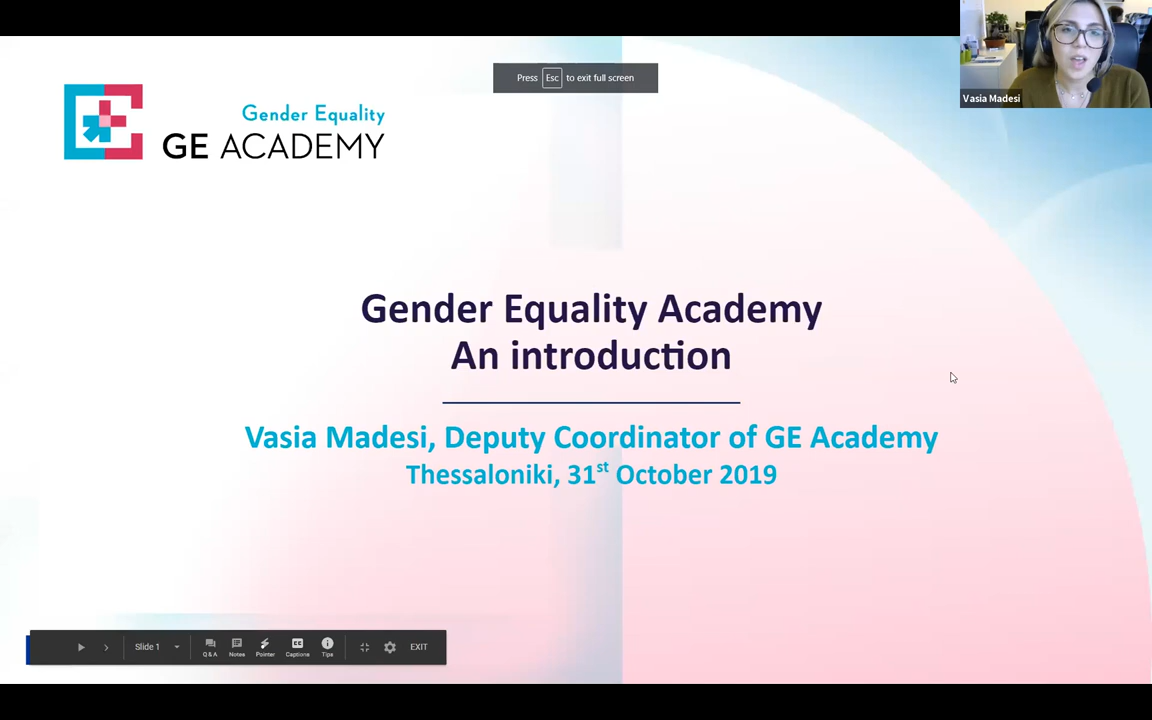 Press Esc to exit full screen
Vasia Madesi
Gender Equality
GE ACADEMY
Gender Equality Academy
An introduction
Vasia Madesi, Deputy Coordinator of GE Academy
Thessaloniki, 31st October 2019
Slide 1
Q & A
Notes
Pointer
Captions
Tips
EXIT